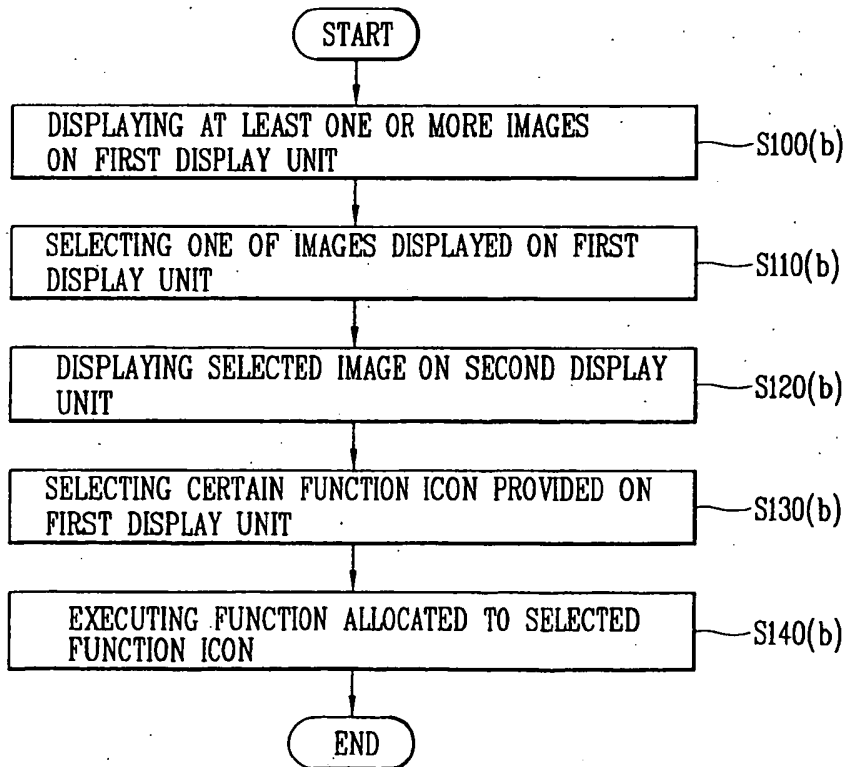 START
DISPLAYING AT LEAST ONE OR MORE IMAGES
ON FIRST DISPLAY UNIT
S100(b)
SELECTING ONE OF IMAGES DISPLAYED ON FIRST
DISPLAY UNIT
S110(b)
DISPLAYING SELECTED IMAGE ON SECOND DISPLAY
UNIT
S120(b)
SELECTING CERTAIN FUNCTION ICON PROVIDED ON
FIRST DISPLAY UNIT
S130(b)
EXECUTING FUNCTION ALLOCATED TO SELECTED
FUNCTION ICON
S140(b)
END